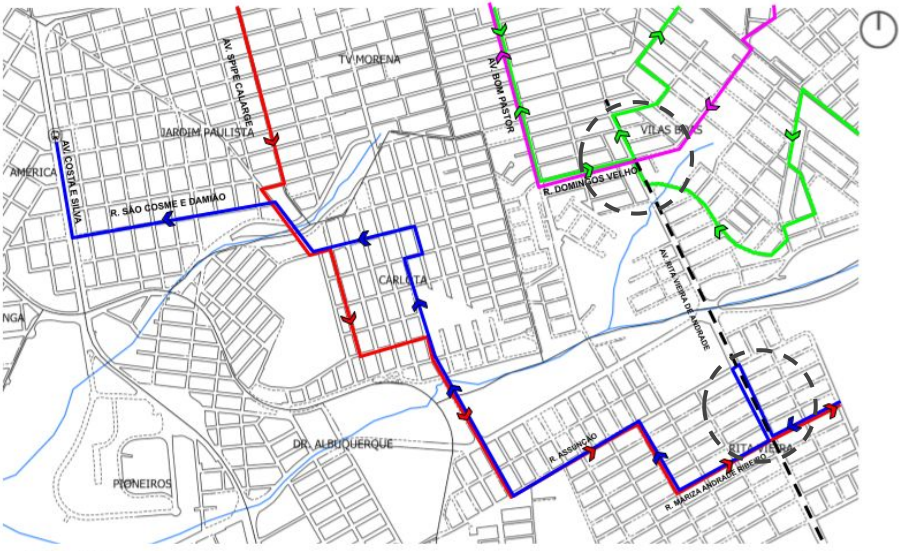 AV. SPIPE CALARGE
TV MORENA
AV. BOM PASTOR
JARDIM PAULISTA
VILAS BOAS
AMÉRICA
AV. COSTA E SILVA
R. DOMINGOS VELHO
R. SÃO COSME E DAMIÃO
CARLOTA
AV. RITA VIEIRA DE ANDRADE
NGA
DR. ALBUQUERQUE
R. ASSUNÇÃO
RITA VIEIRA
R. MARIZA ANDRADE RIBEIRO
PIONEIROS